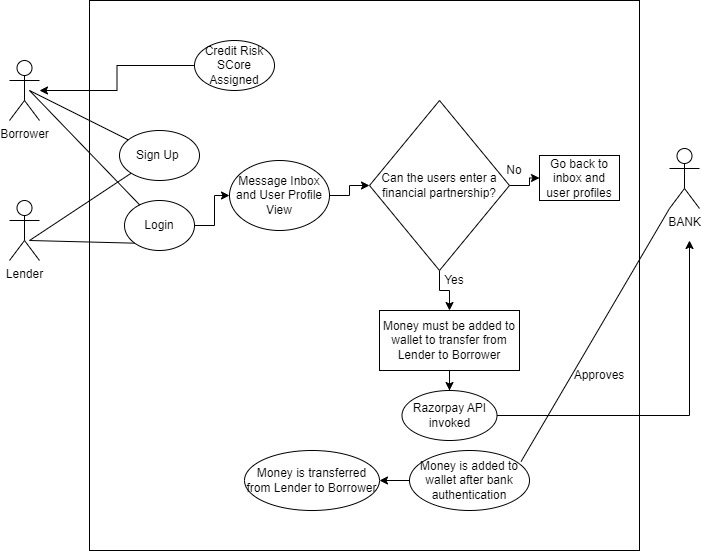 Credit Risk
SCore
Assigned
Borrower
Sign Up
Message Inbox
and User Profile
View
Can the users enter a
financial partnership?
No
Go back to
inbox and
user profiles
Login
BANK
Lender
Yes
Money must be added to
wallet to transfer from
Lender to Borrower
Approves
Razorpay API
invoked
Money is added to
wallet after bank
authentication
Money is transferred
from Lender to Borrower